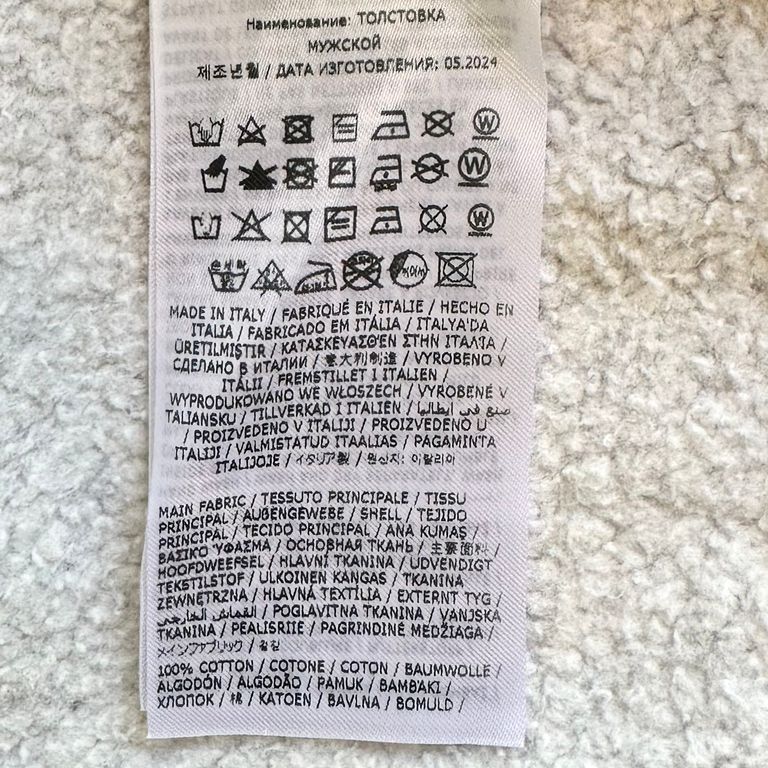 Наименование: ТОЛСТОВКА
МУЖСКОЙ
제조년월 / ДАТА ИЗГОТОВЛЕНИЯ: 05.2024
MADE IN ITALY / FABRIQUÉ EN ITALIE / HECHO EN
ITALIA / FABRICADO EM ITÁLIA / ITALYA'DA
ÜRETILMIŞTIR / ΚΑΤΑΣΚΕΥΑΣΘΈΝ ΣΤΗΝ ΙΤΑΛΊΑ /
СДЕЛАНО В ИТАЛИИ / 意大利制造 / VYROBENO V
ITÁLII / FREMSTILLET I ITALIEN /
WYPRODUKOWANO WE WŁOSZECH / VYROBENÉ V
TALIANSKU / TILLVERKAD I ITALIEN / صنع في ايطاليا
/ PROIZVEDENO V ITALIJI / PROIZVEDENO U
ITALIJI / VALMISTATUD ITAALIAS / PAGAMINTA
ITALIJOJE / イタリア製 / 원산지: 이탈리아
MAIN FABRIC / TESSUTO PRINCIPALE / TISSU
PRINCIPAL / AUßENGEWEBE / SHELL / TEJIDO
PRINCIPAL / TECIDO PRINCIPAL / ANA KUMAŞ /
ΒΑΣΙΚΟ ΎΦΑΣΜΑ / ОСНОВНАЯ ТКАНЬ / 主要面料 /
HOOFDWEEFSEL / HLAVNÍ TKANINA / UDVENDIGT
TEKSTILSTOF / ULKOINEN KANGAS / TKANINA
ZEWNĘTRZNA / HLAVNÁ TEXTÍLIA / EXTERNT TYG /
القماش الخارجي / POGLAVITNA TKANINA / VANJSKA
TKANINA / PEALISRIIE / PAGRINDINĖ MEDŽIAGA /
メインファブリック / 겉감
100% COTTON / COTONE / COTON / BAUMWOLLE /
ALGODÓN / ALGODÃO / PAMUK / ΒΑΜΒΑΚΙ /
ХЛОПОК / 棉 / KATOEN / BAVLNA / BOMULD /